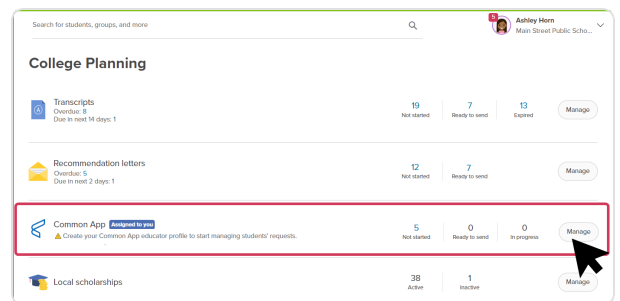 Search for students, groups, and more
5
Ashley Horn
Main Street Public Scho...
College Planning
Transcripts
Overdue: 8
Due in next 14 days: 1
19
Not started
7
Ready to send
13
Expired
Manage
Recommendation letters
Overdue: 5
Due in next 2 days: 1
12
Not started
7
Ready to send
Manage
Common App Assigned to you
Create your Common App educator profile to start managing students' requests.
5
Not started
0
Ready to send
0
In progress
Manage
Local scholarships
38
Active
1
Inactive
Manage